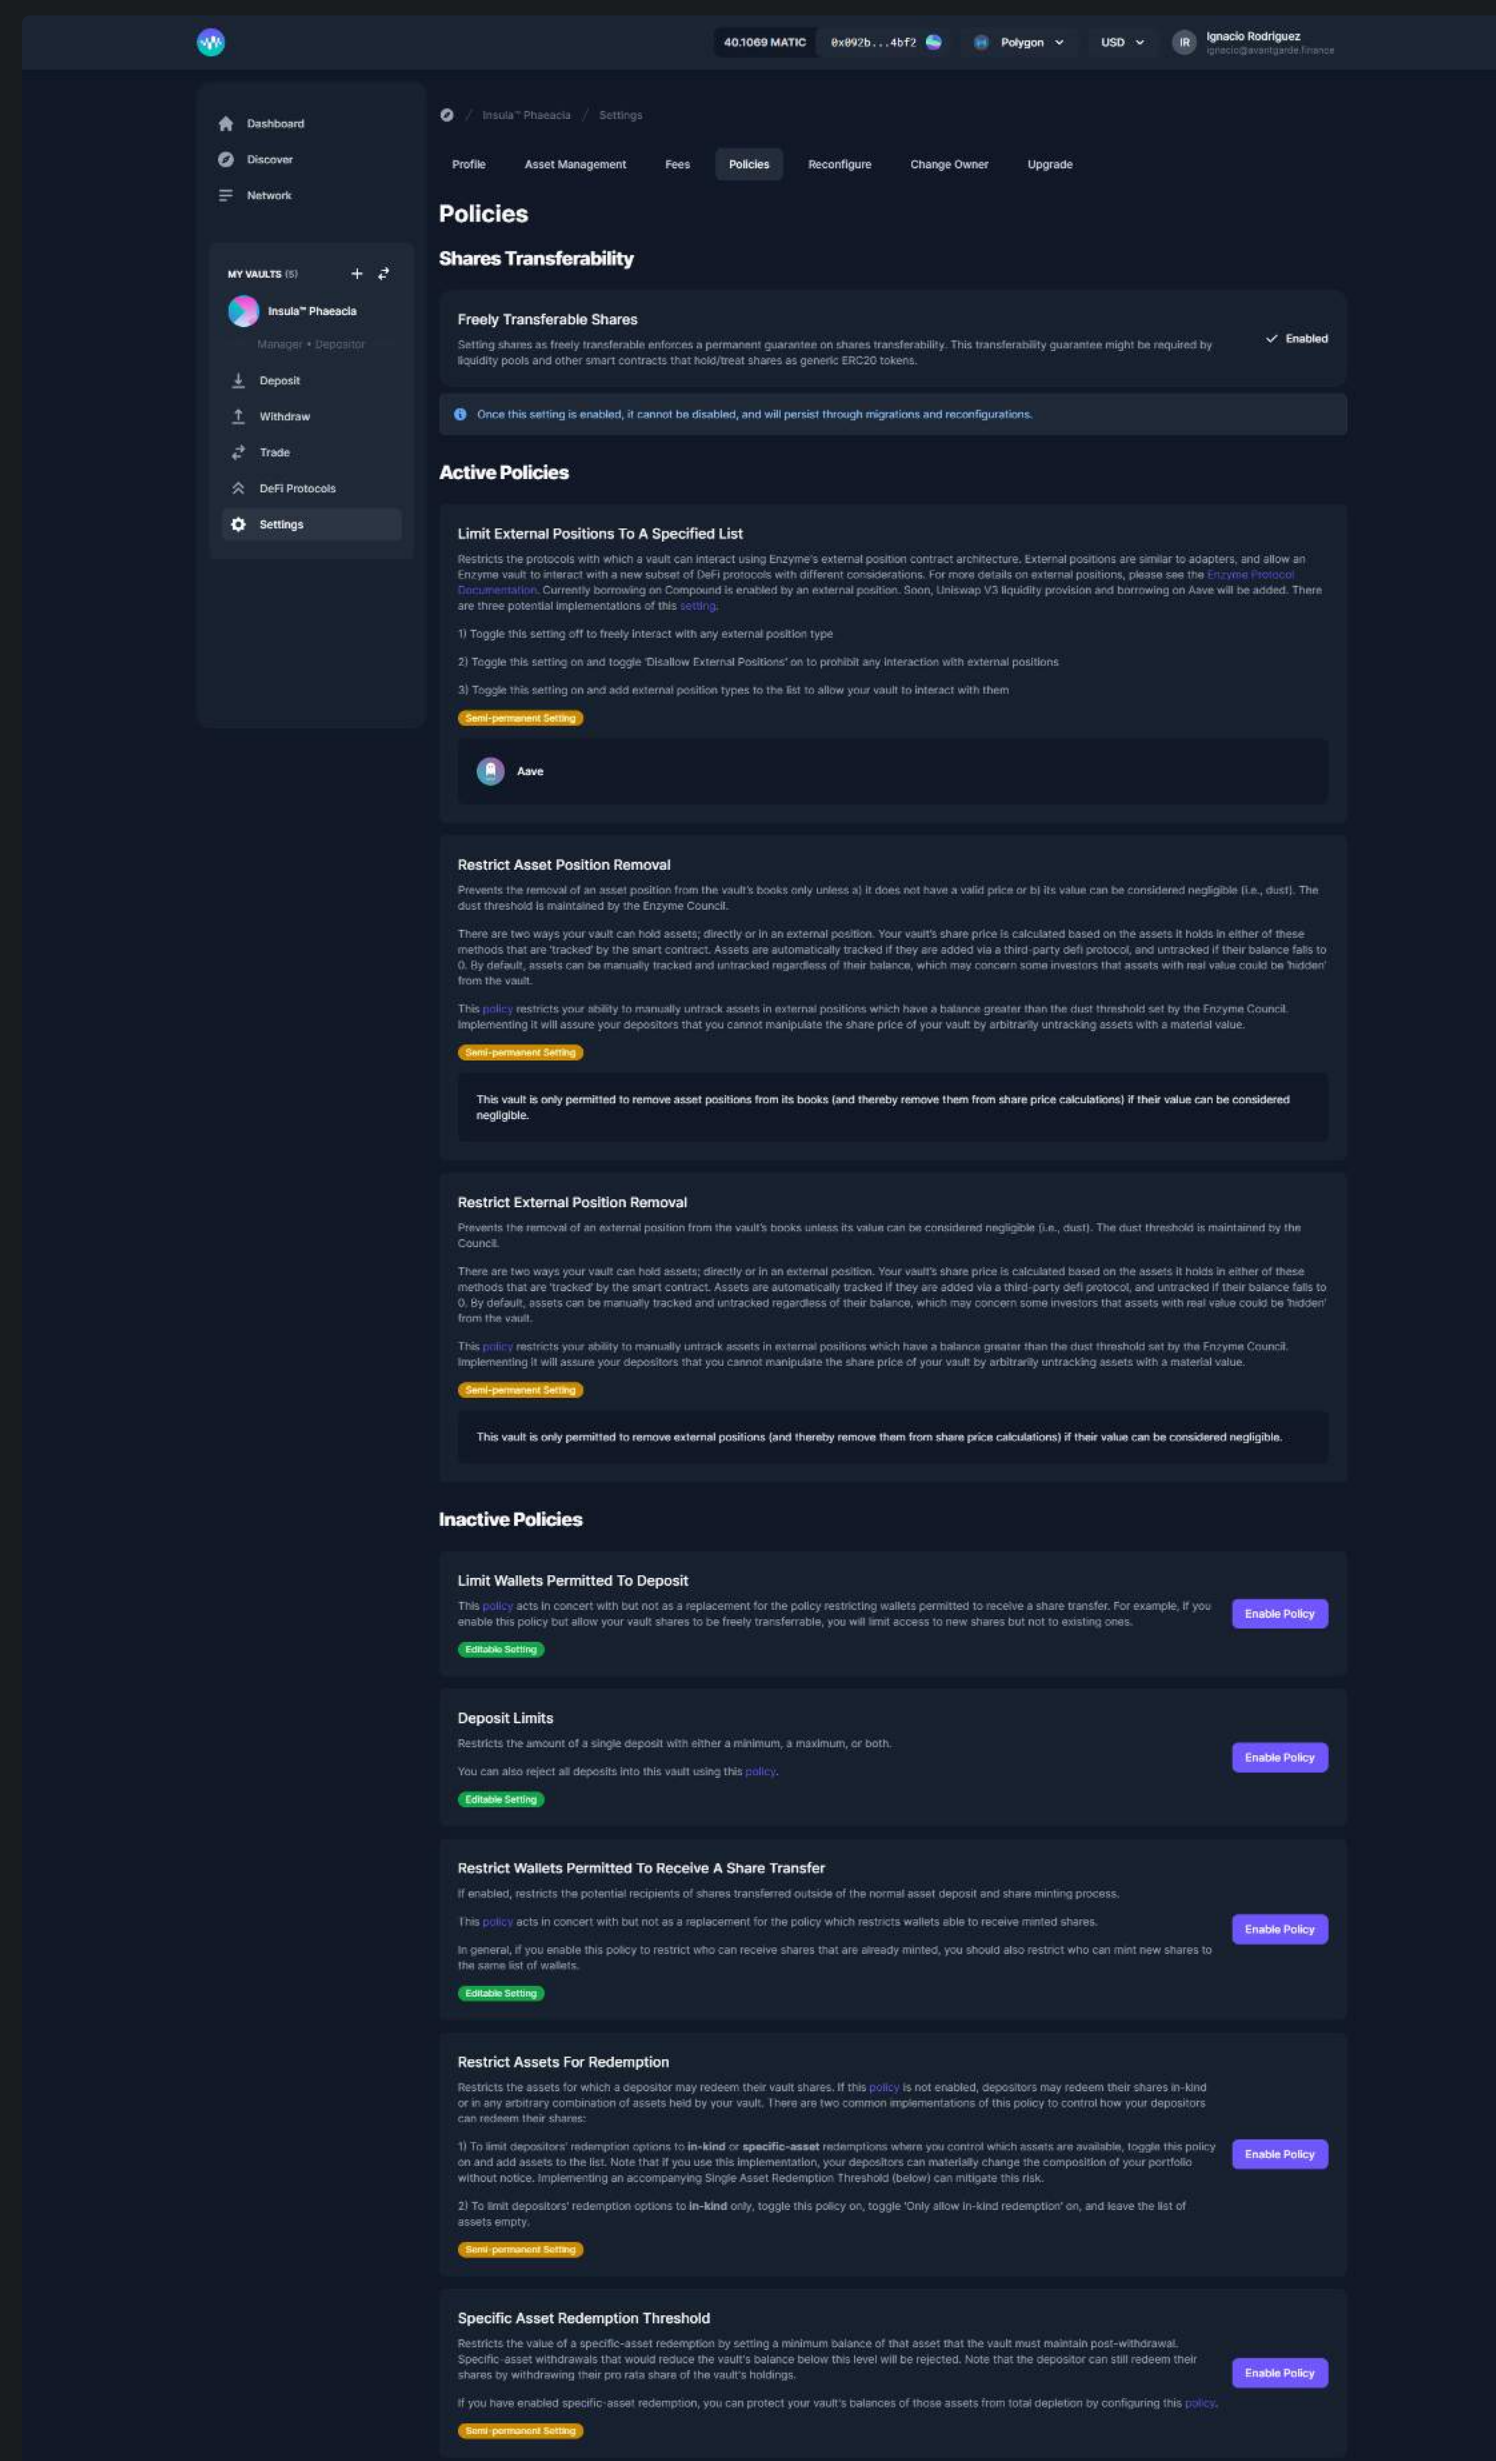 40.1069 MATIC 0x092b...4bf2 Polygon USD IR Ignacio Rodriguez
ignacio@avantgarde.finance
Dashboard
Discover
Network
MY VAULTS (5)
Insula™ Phaeacia
Manager • Depositor
Deposit
Withdraw
Trade
DeFi Protocols
Settings
/ Insula™ Phaeacia / Settings
Profile Asset Management Fees Policies Reconfigure Change Owner Upgrade
Policies
Shares Transferability
Freely Transferable Shares
Setting shares as freely transferable enforces a permanent guarantee on shares transferability. This transferability guarantee might be required by
liquidity pools and other smart contracts that hold/treat shares as generic ERC20 tokens.
Enabled
Once this setting is enabled, it cannot be disabled, and will persist through migrations and reconfigurations.
Active Policies
Limit External Positions To A Specified List
Restricts the protocols with which a vault can interact using Enzyme's external position contract architecture. External positions are similar to adapters, and allow an
Enzyme vault to interact with a new subset of DeFi protocols with different considerations. For more details on external positions, please see the Enzyme Protocol
Documentation. Currently borrowing on Compound is enabled by an external position. Soon, Uniswap V3 liquidity provision and borrowing on Aave will be added. There
are three potential implementations of this setting.
1) Toggle this setting off to freely interact with any external position type
2) Toggle this setting on and toggle 'Disallow External Positions' on to prohibit any interaction with external positions
3) Toggle this setting on and add external position types to the list to allow your vault to interact with them
Semi-permanent Setting
Aave
Restrict Asset Position Removal
Prevents the removal of an asset position from the vault's books only unless a) it does not have a valid price or b) its value can be considered negligible (i.e., dust). The
dust threshold is maintained by the Enzyme Council.
There are two ways your vault can hold assets; directly or in an external position. Your vault's share price is calculated based on the assets it holds in either of these
methods that are 'tracked' by the smart contract. Assets are automatically tracked if they are added via a third-party defi protocol, and untracked if their balance falls to
0. By default, assets can be manually tracked and untracked regardless of their balance, which may concern some investors that assets with real value could be 'hidden'
from the vault.
This policy restricts your ability to manually untrack assets in external positions which have a balance greater than the dust threshold set by the Enzyme Council.
Implementing it will assure your depositors that you cannot manipulate the share price of your vault by arbitrarily untracking assets with a material value.
Semi-permanent Setting
This vault is only permitted to remove asset positions from its books (and thereby remove them from share price calculations) if their value can be considered
negligible.
Restrict External Position Removal
Prevents the removal of an external position from the vault's books unless its value can be considered negligible (i.e., dust). The dust threshold is maintained by the
Council.
There are two ways your vault can hold assets; directly or in an external position. Your vault's share price is calculated based on the assets it holds in either of these
methods that are 'tracked' by the smart contract. Assets are automatically tracked if they are added via a third-party defi protocol, and untracked if their balance falls to
0. By default, assets can be manually tracked and untracked regardless of their balance, which may concern some investors that assets with real value could be 'hidden'
from the vault.
This policy restricts your ability to manually untrack assets in external positions which have a balance greater than the dust threshold set by the Enzyme Council.
Implementing it will assure your depositors that you cannot manipulate the share price of your vault by arbitrarily untracking assets with a material value.
Semi-permanent Setting
This vault is only permitted to remove external positions (and thereby remove them from share price calculations) if their value can be considered negligible.
Inactive Policies
Limit Wallets Permitted To Deposit
This policy acts in concert with but not as a replacement for the policy restricting wallets permitted to receive a share transfer. For example, if you
enable this policy but allow your vault shares to be freely transferrable, you will limit access to new shares but not to existing ones.
Enable Policy
Editable Setting
Deposit Limits
Restricts the amount of a single deposit with either a minimum, a maximum, or both.
Enable Policy
You can also reject all deposits into this vault using this policy.
Editable Setting
Restrict Wallets Permitted To Receive A Share Transfer
If enabled, restricts the potential recipients of shares transferred outside of the normal asset deposit and share minting process.
This policy acts in concert with but not as a replacement for the policy which restricts wallets able to receive minted shares.
Enable Policy
In general, if you enable this policy to restrict who can receive shares that are already minted, you should also restrict who can mint new shares to
the same list of wallets.
Editable Setting
Restrict Assets For Redemption
Restricts the assets for which a depositor may redeem their vault shares. If this policy is not enabled, depositors may redeem their shares in-kind
or in any arbitrary combination of assets held by your vault. There are two common implementations of this policy to control how your depositors
can redeem their shares:
1) To limit depositors' redemption options to in-kind or specific-asset redemptions where you control which assets are available, toggle this policy
on and add assets to the list. Note that if you use this implementation, your depositors can materially change the composition of your portfolio
without notice. Implementing an accompanying Single Asset Redemption Threshold (below) can mitigate this risk.
Enable Policy
2) To limit depositors' redemption options to in-kind only, toggle this policy on, toggle 'Only allow in-kind redemption' on, and leave the list of
assets empty.
Semi-permanent Setting
Specific Asset Redemption Threshold
Restricts the value of a specific-asset redemption by setting a minimum balance of that asset that the vault must maintain post-withdrawal.
Specific-asset withdrawals that would reduce the vault's balance below this level will be rejected. Note that the depositor can still redeem their
shares by withdrawing their pro rata share of the vault's holdings.
Enable Policy
If you have enabled specific-asset redemption, you can protect your vault's balances of those assets from total depletion by configuring this policy.
Semi-permanent Setting